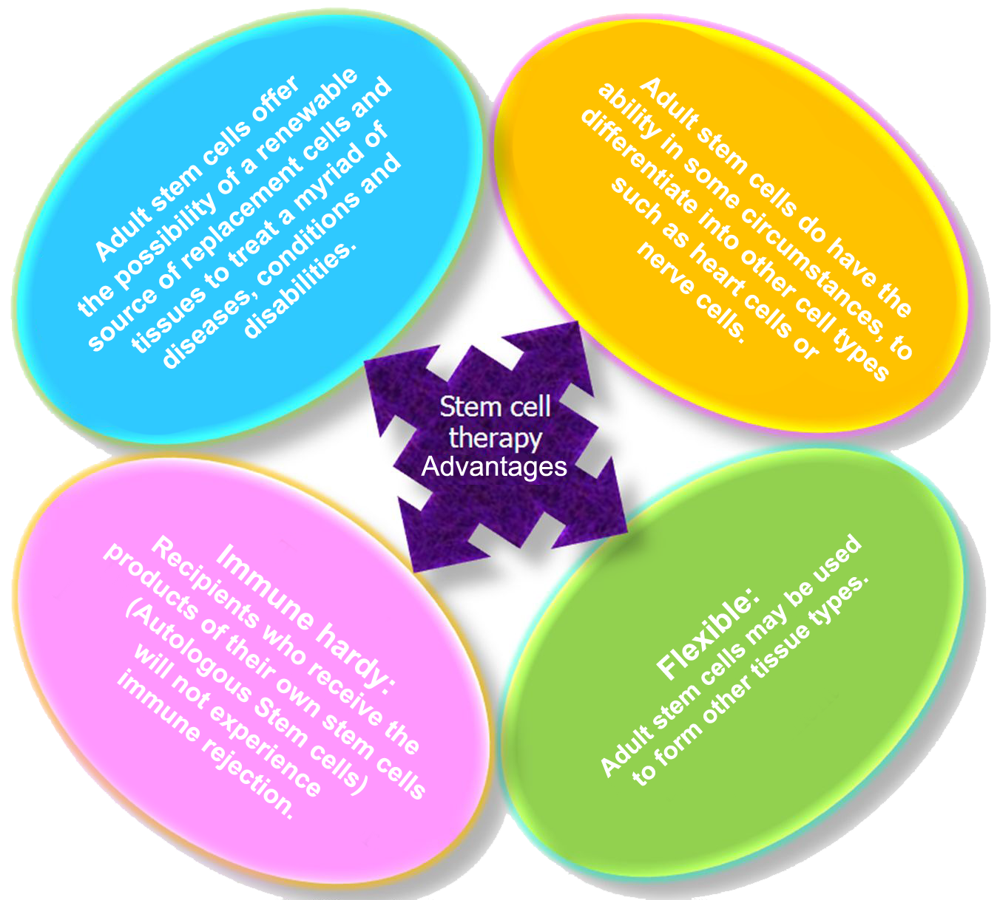 Adult stem cells offer
the possibility of a renewable
source of replacement cells and
tissues to treat a myriad of
diseases, conditions and
disabilities.
Adult stem cells do have the
ability in some circumstances, to
differentiate into other cell types
such as heart cells or
nerve cells.
Stem cell
therapy
Advantages
Immune hardy:
Recipients who receive the
products of their own stem cells
(Autologous Stem cells)
will not experience
immune rejection.
Flexible:
Adult stem cells may be used
to form other tissue types.